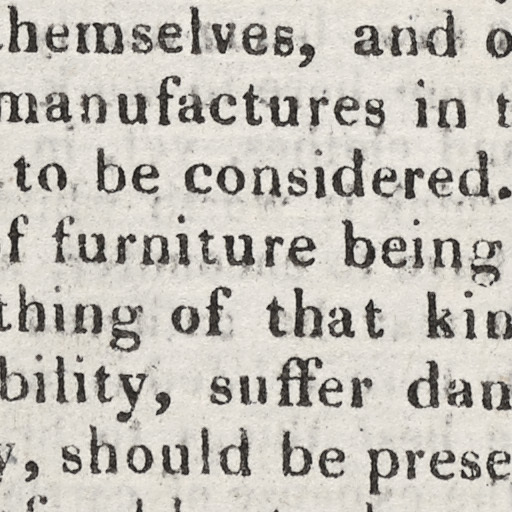 themselves, and o
manufactures in t
to be considered.
of furniture being
thing of that kin
bility, suffer dan
y, should be prese